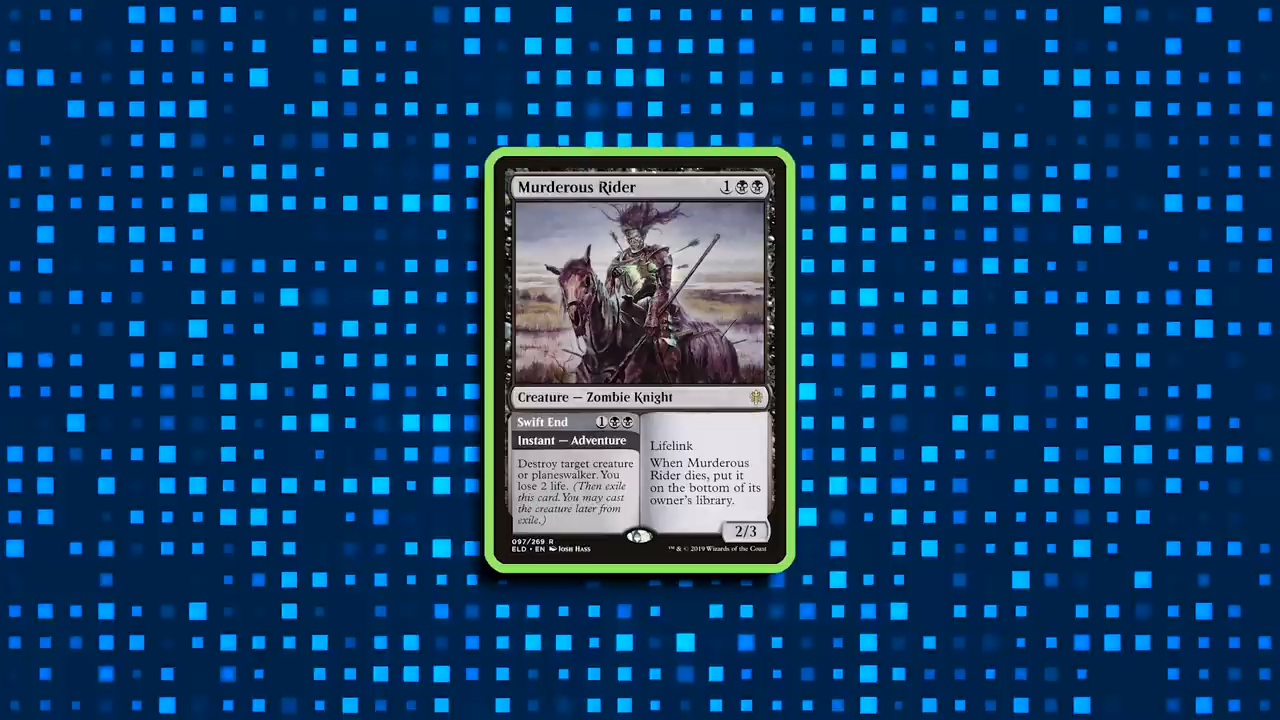 Murderous Rider 1
Creature — Zombie Knight
Swift End 1
Instant — Adventure
Destroy target creature
or planeswalker. You
lose 2 life. (Then exile
this card. You may cast
the creature later from
exile.)
Lifelink
When Murderous
Rider dies, put it
on the bottom of its
owner's library.
2/3
097/269 R
ELD • EN Josh Hass
™ & © 2019 Wizards of the Coast